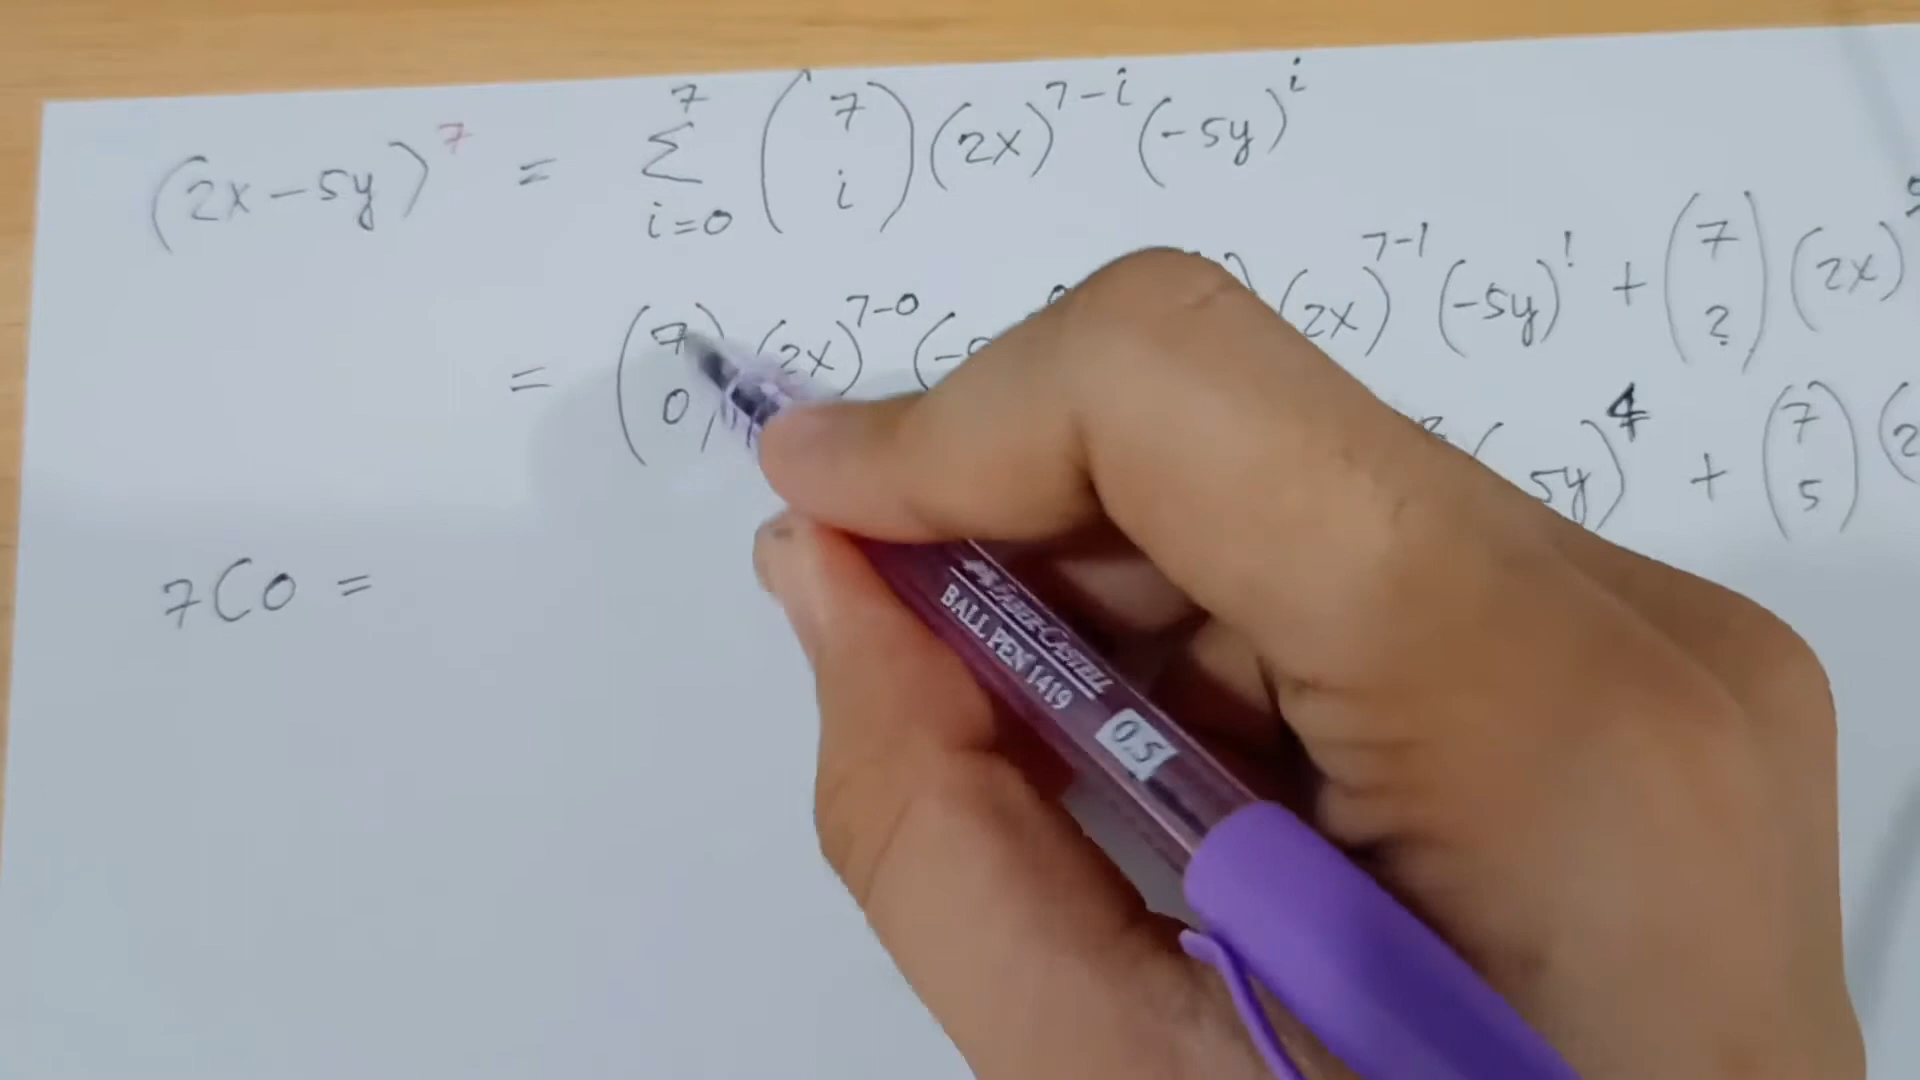 (2x-5y)^7 = 7 Σ i=0 (7 i) (2x)^7-i (-5y)^i
= (7 0) (2x)^7-0 (2x)^7-1 (-5y)^1 + (7 2) (2x)
5y)^4 + (7 5) (2
7C0 =
FABER-CASTELL
BALL PEN 1419
0.5